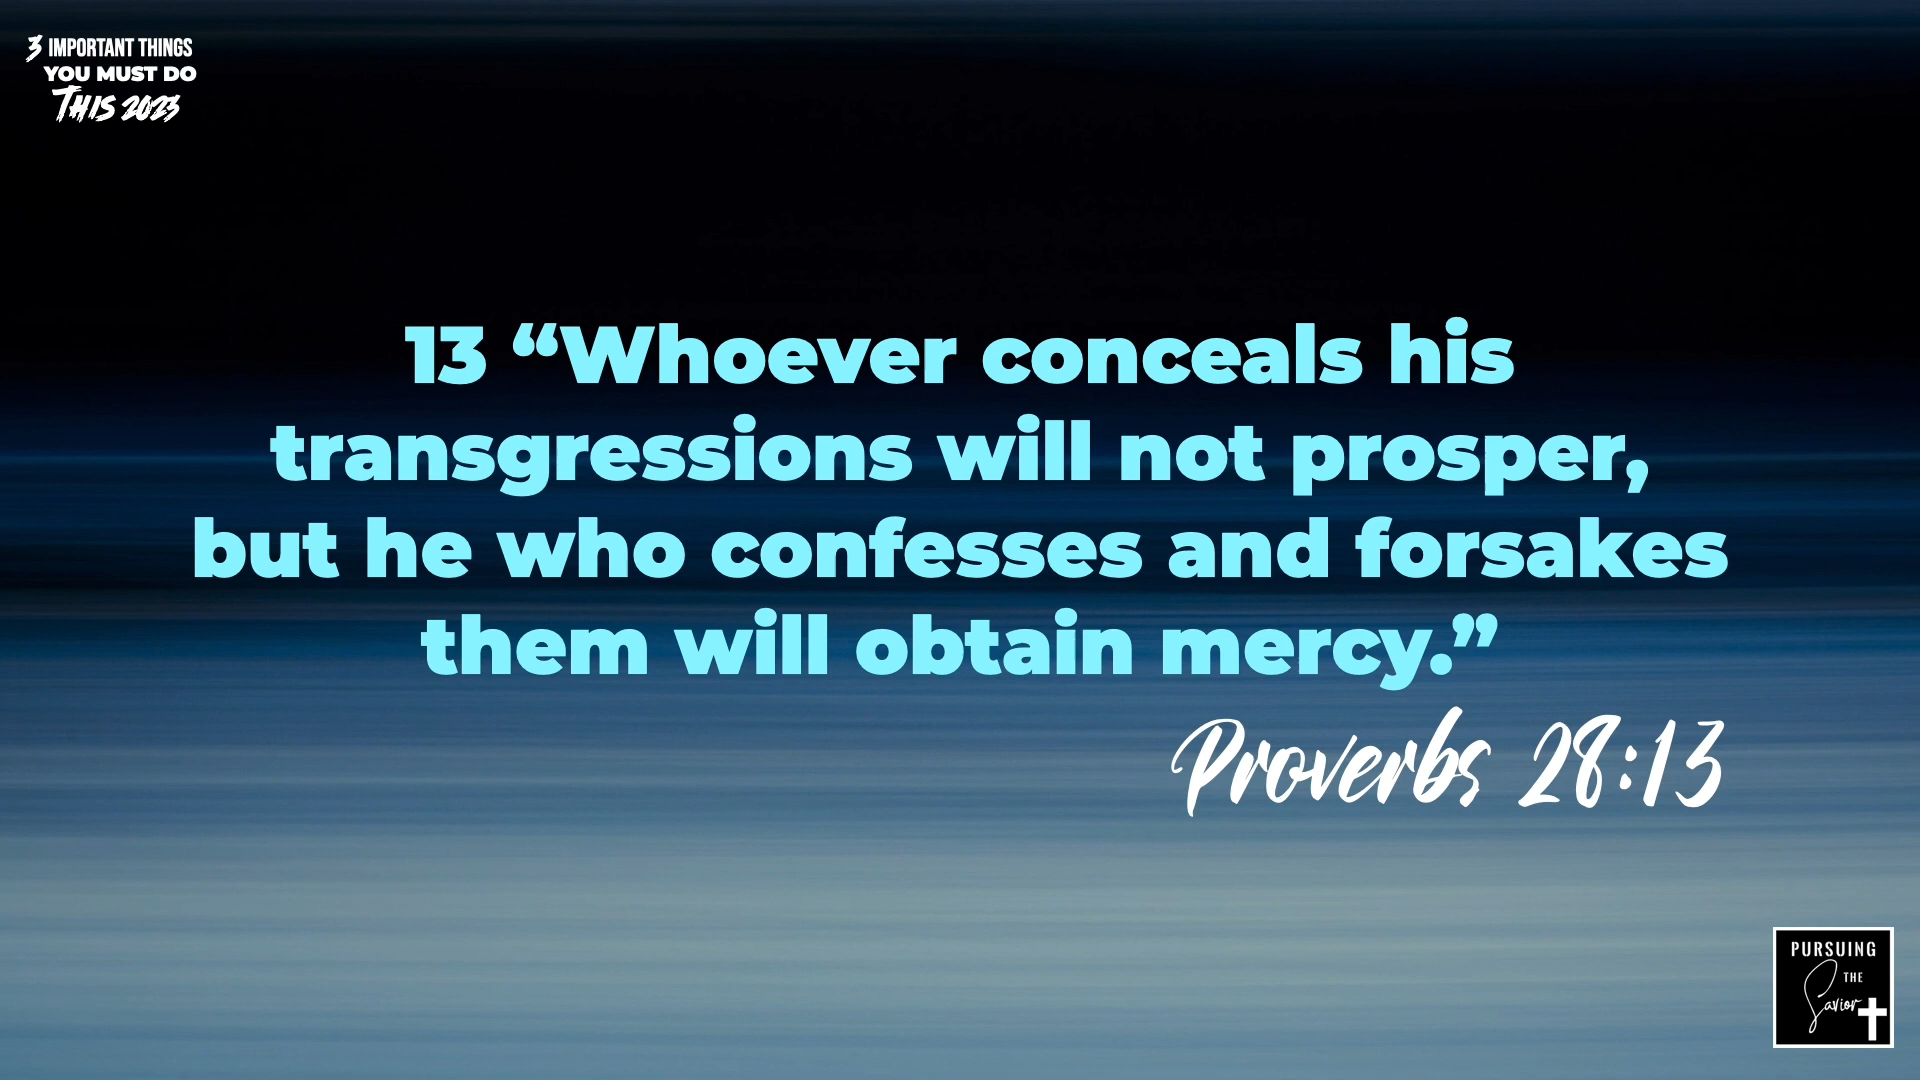 3 IMPORTANT THINGS
YOU MUST DO
THIS 2023
13 “Whoever conceals his
transgressions will not prosper,
but he who confesses and forsakes
them will obtain mercy.”
Proverbs 28:13
PURSUING
THE
Savior